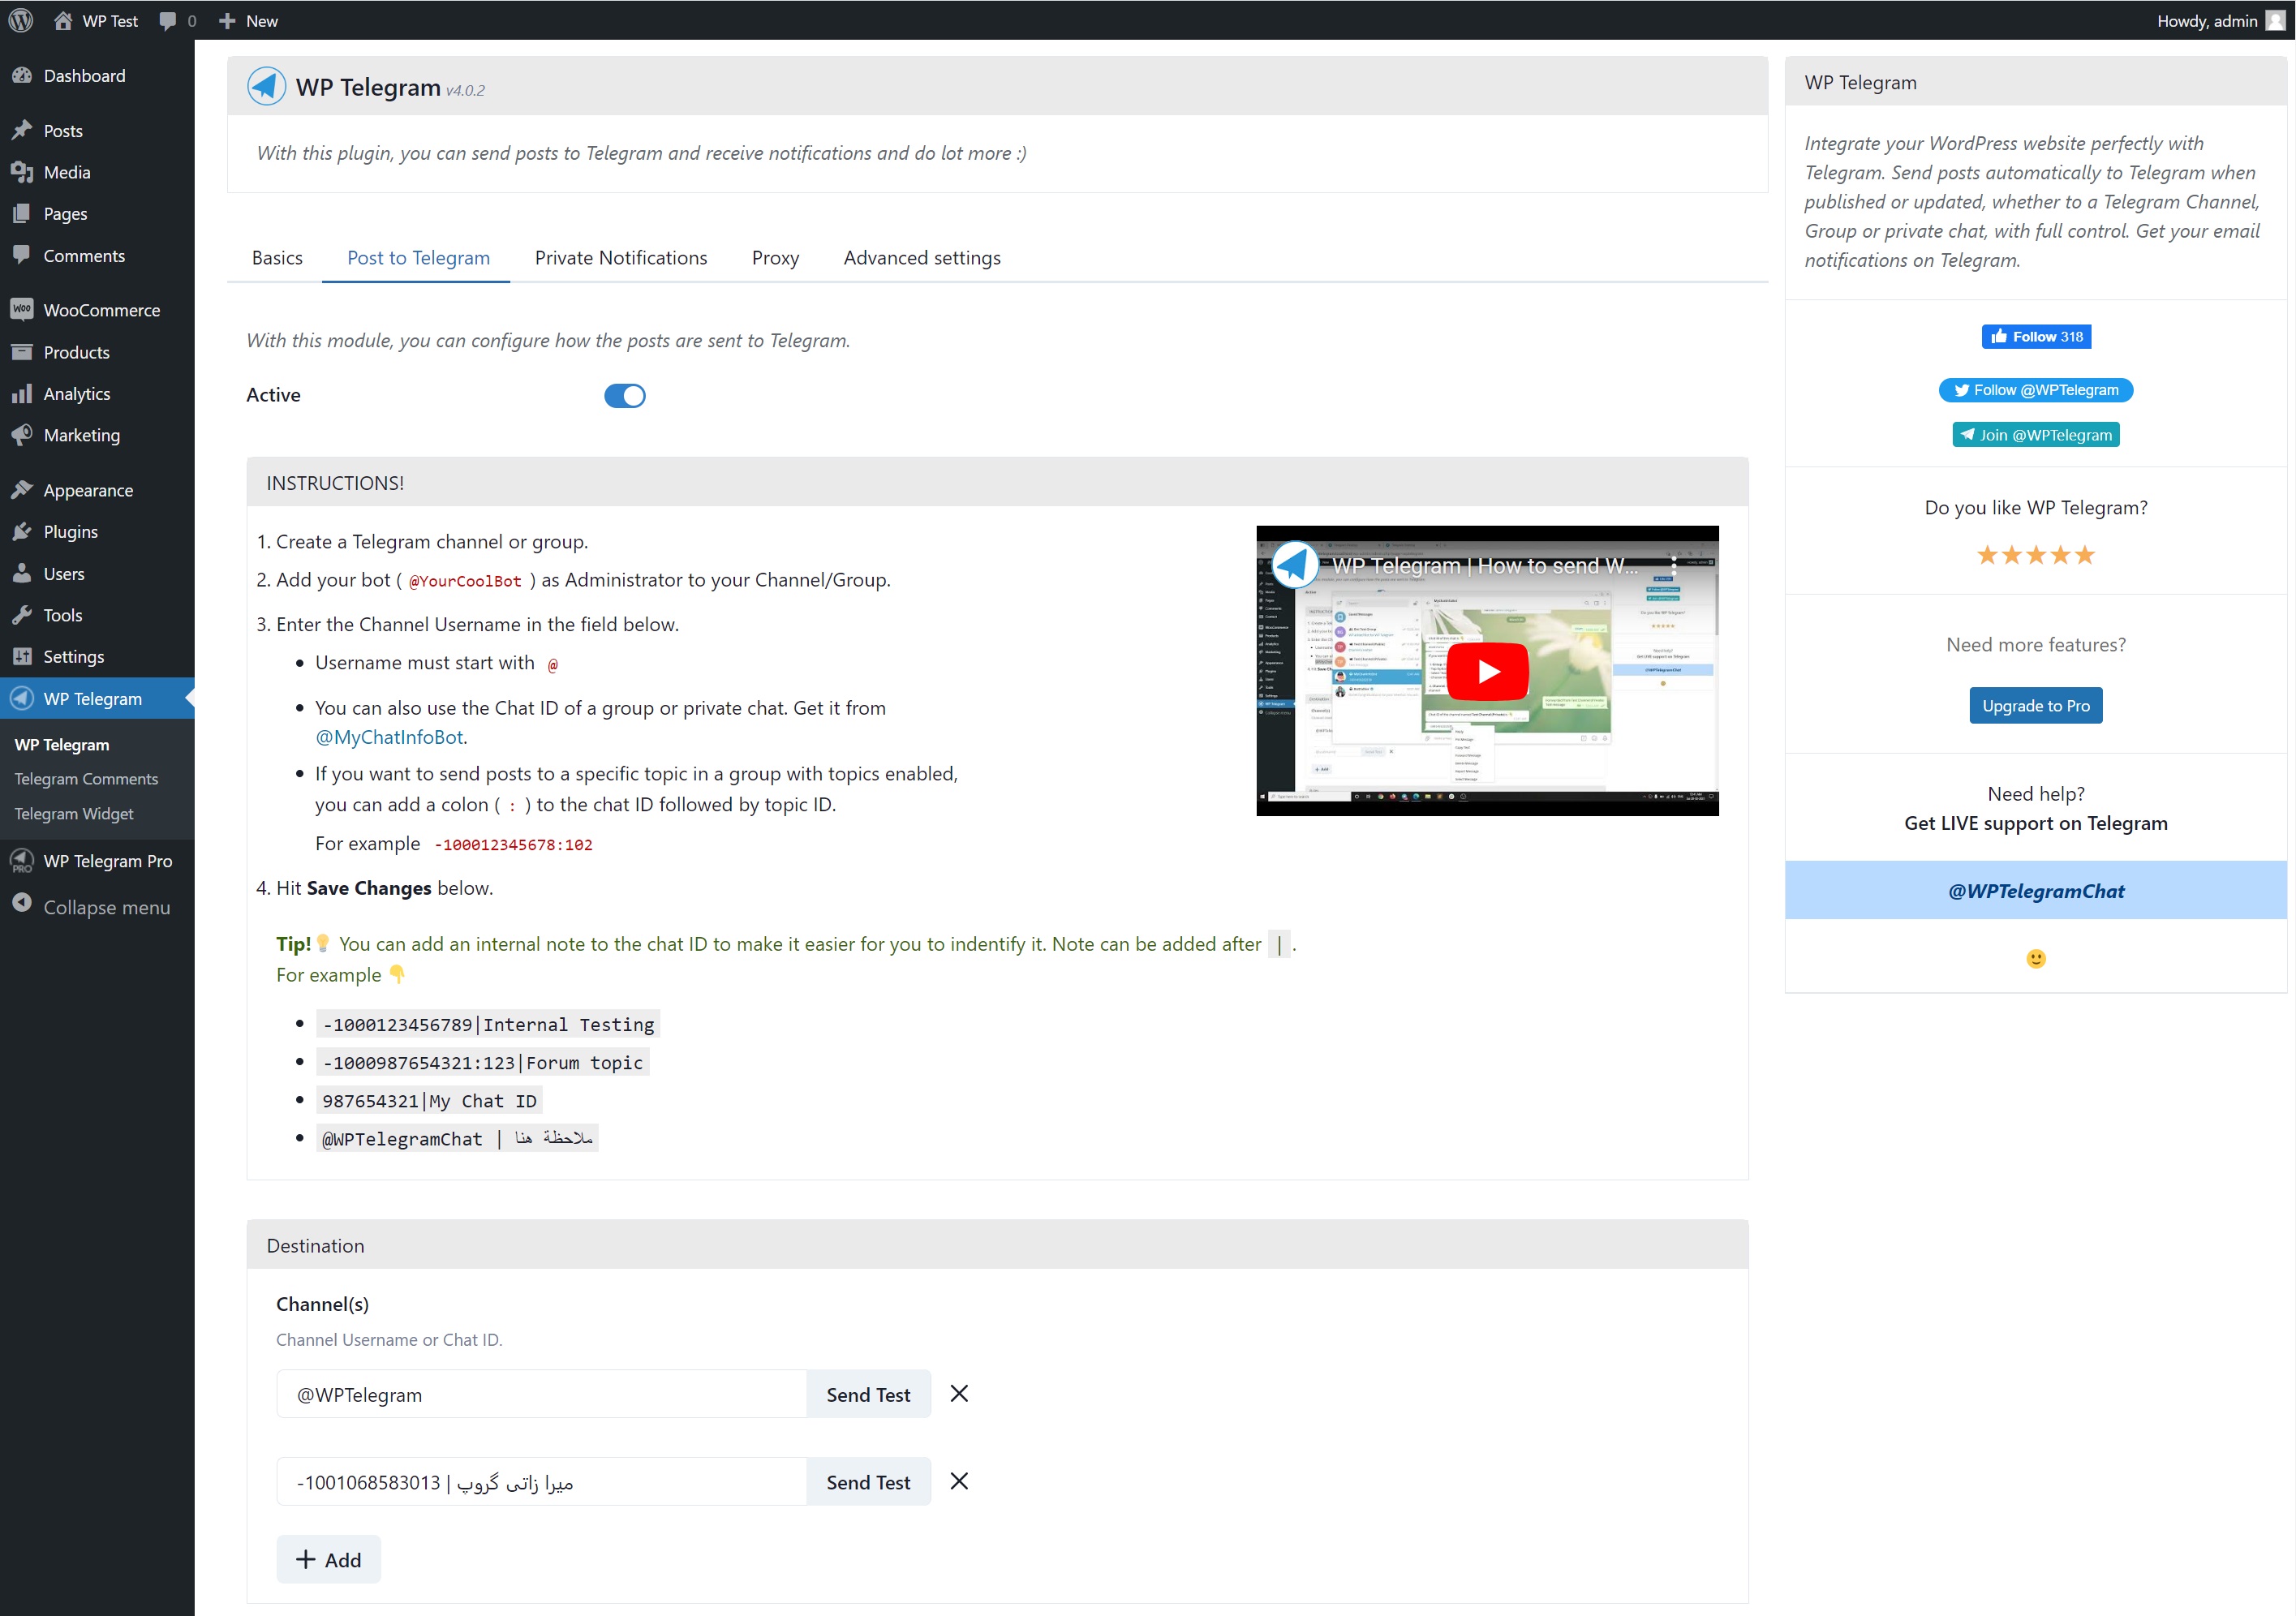 WP Test
0
New
Howdy, admin
Dashboard
Posts
Media
Pages
Comments
WooCommerce
Products
Analytics
Marketing
Appearance
Plugins
Users
Tools
Settings
WP Telegram
WP Telegram
Telegram Comments
Telegram Widget
WP Telegram Pro
Collapse menu
WP Telegram v4.0.2
With this plugin, you can send posts to Telegram and receive notifications and do lot more :)
Basics
Post to Telegram
Private Notifications
Proxy
Advanced settings
With this module, you can configure how the posts are sent to Telegram.
Active
INSTRUCTIONS!
1. Create a Telegram channel or group.
2. Add your bot ( @YourCoolBot ) as Administrator to your Channel/Group.
3. Enter the Channel Username in the field below.
Username must start with @
You can also use the Chat ID of a group or private chat. Get it from
@MyChatInfoBot.
If you want to send posts to a specific topic in a group with topics enabled,
you can add a colon ( : ) to the chat ID followed by topic ID.
For example -100012345678:102
4. Hit Save Changes below.
WP Telegram | How to send W...
Tip!💡 You can add an internal note to the chat ID to make it easier for you to indentify it. Note can be added after | .
For example 👇
-1000123456789|Internal Testing
-1000987654321:123|Forum topic
987654321|My Chat ID
@WPTelegramChat | ملاحظة هنا
Destination
Channel(s)
Channel Username or Chat ID.
@WPTelegram
Send Test
-1001068583013 | میرا زاتی گروپ
Send Test
Add
WP Telegram
Integrate your WordPress website perfectly with
Telegram. Send posts automatically to Telegram when
published or updated, whether to a Telegram Channel,
Group or private chat, with full control. Get your email
notifications on Telegram.
Follow 318
Follow @WPTelegram
Join @WPTelegram
Do you like WP Telegram?
★★★★★
Need more features?
Upgrade to Pro
Need help?
Get LIVE support on Telegram
@WPTelegramChat
🙂